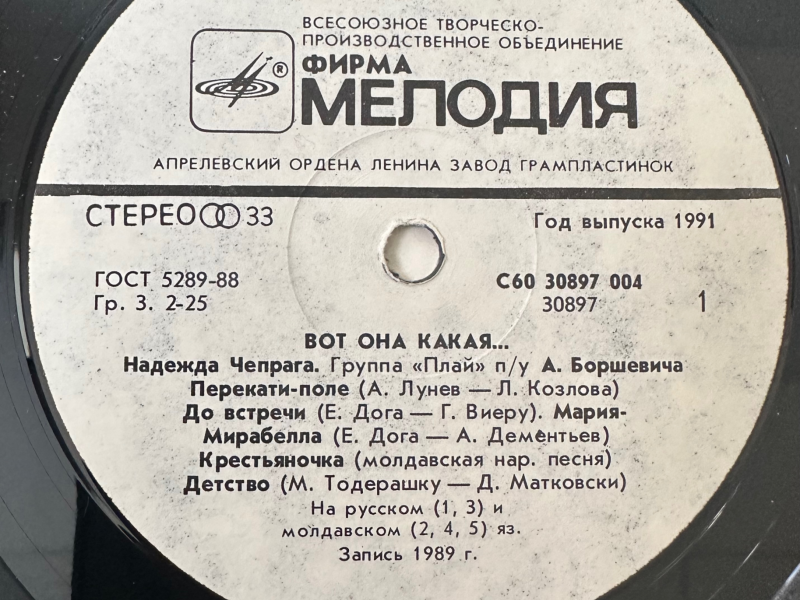 ВСЕСОЮЗНОЕ ТВОРЧЕСКО-
ПРОИЗВОДСТВЕННОЕ ОБЪЕДИНЕНИЕ
®
ФИРМА
МЕЛОДИЯ
АПРЕЛЕВСКИЙ ОРДЕНА ЛЕНИНА ЗАВОД ГРАМПЛАСТИНОК
СТЕРЕО 33
Год выпуска 1991
ГОСТ 5289-88
Гр. 3. 2-25
С60 30897 004
30897
1
ВОТ ОНА КАКАЯ...
Надежда Чепрага. Группа «Плай» п/у А. Боршевича
Перекати-поле (А. Лунев — Л. Козлова)
До встречи (Е. Дога — Г. Виеру). Мария-
Мирабелла (Е. Дога — А. Дементьев)
Крестьяночка (молдавская нар. песня)
Детство (М. Тодерашку — Д. Матковски)
На русском (1, 3) и
молдавском (2, 4, 5) яз.
Запись 1989 г.